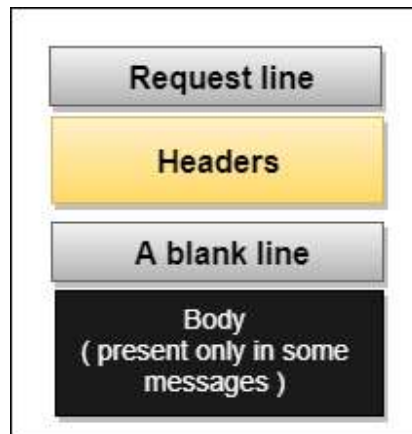 Request line
Headers
A blank line
Body
( present only in some
messages )